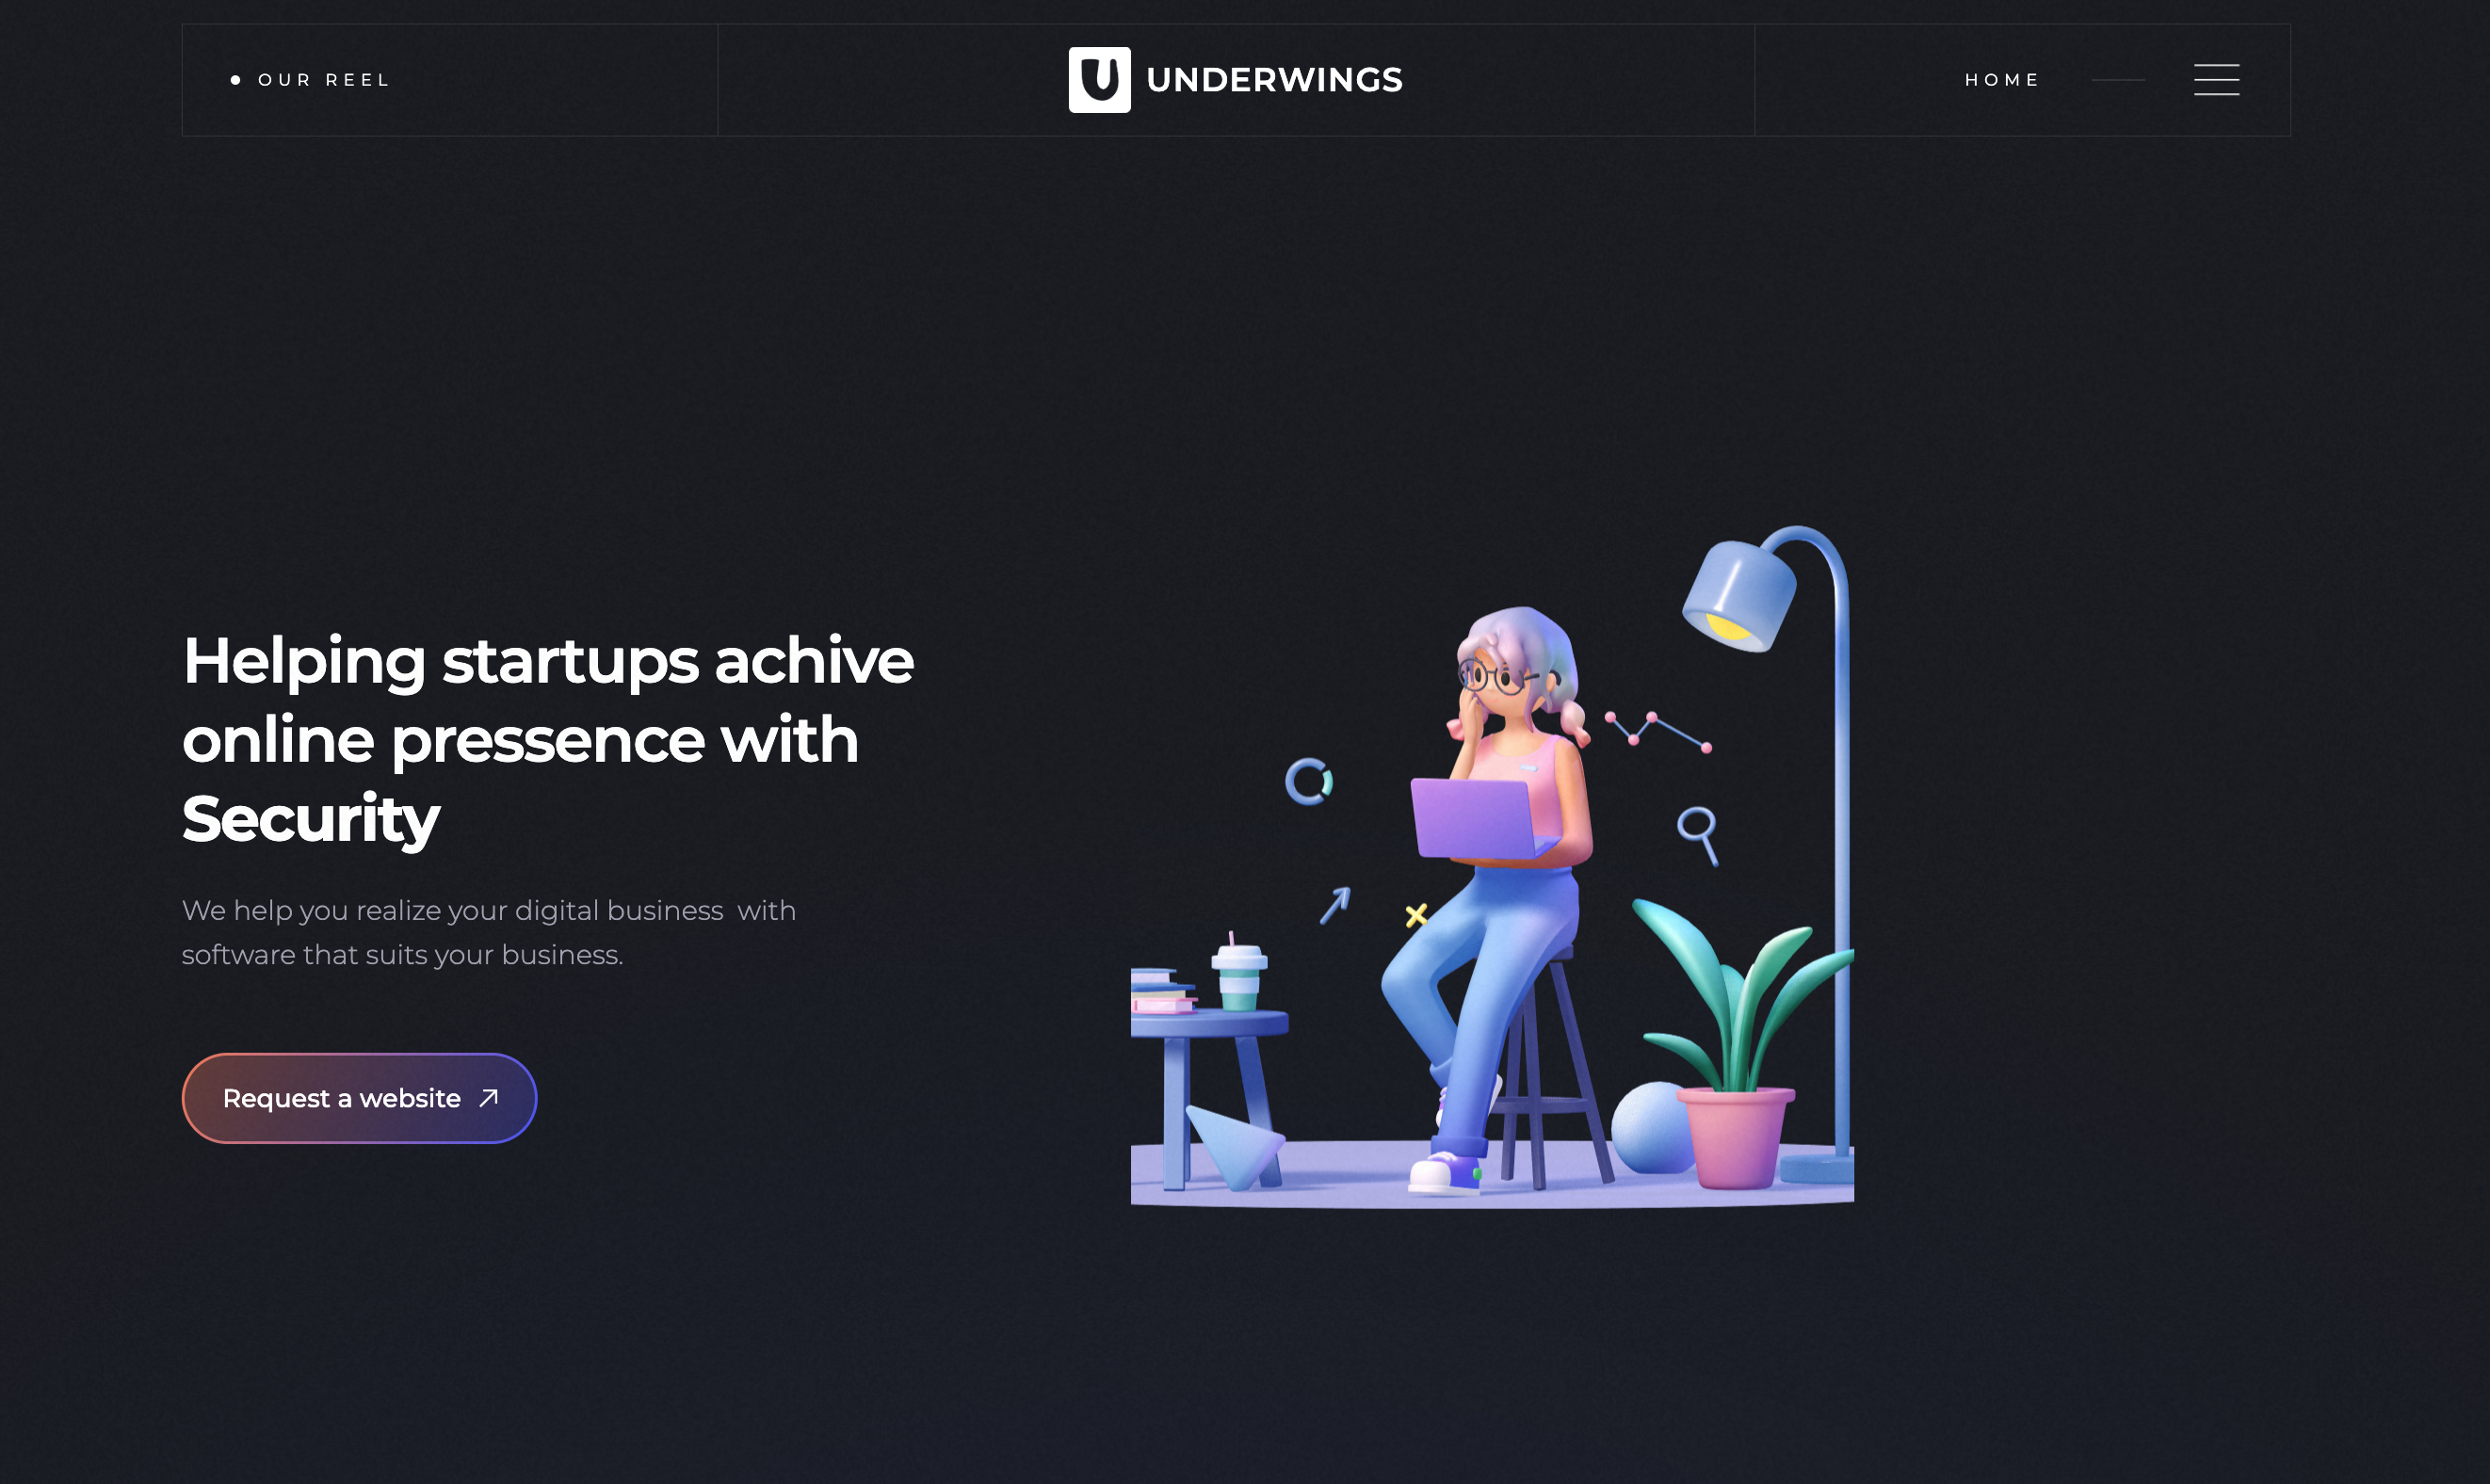 OUR REEL
UNDERWINGS
HOME
Helping startups achive
online pressence with
Security
We help you realize your digital business  with
software that suits your business.
Request a website